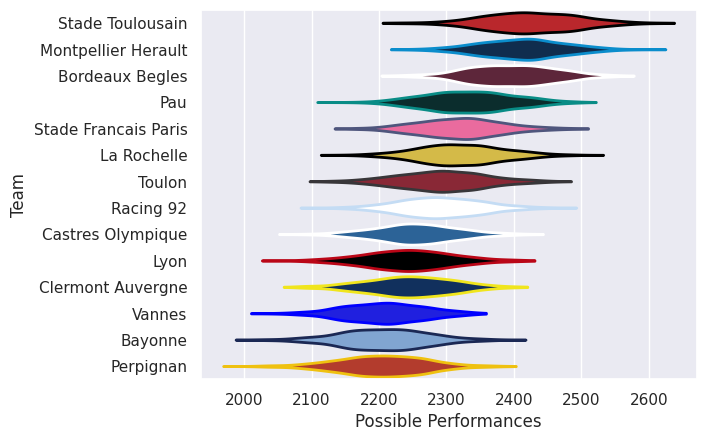 Stade Toulousain
Montpellier Herault
Bordeaux Begles
Pau
Stade Francais Paris
La Rochelle
Toulon
Racing 92
Castres Olympique
Lyon
Clermont Auvergne
Vannes
Bayonne
Perpignan
Team
2000 2100 2200 2300 2400 2500 2600
Possible Performances